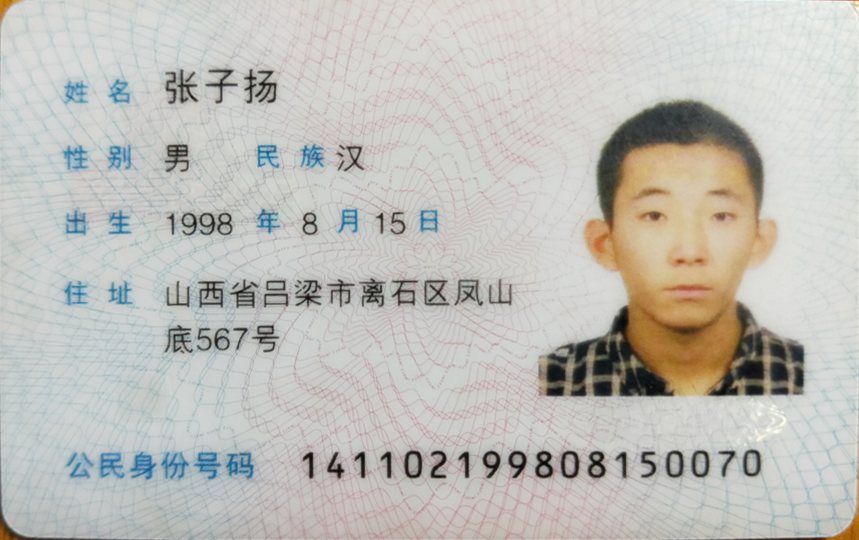 姓名 张子扬
性别 男 民族 汉
出生 1998 年 8 月 15 日
住址 山西省吕梁市离石区凤山
底567号
公民身份号码 141102199808150070